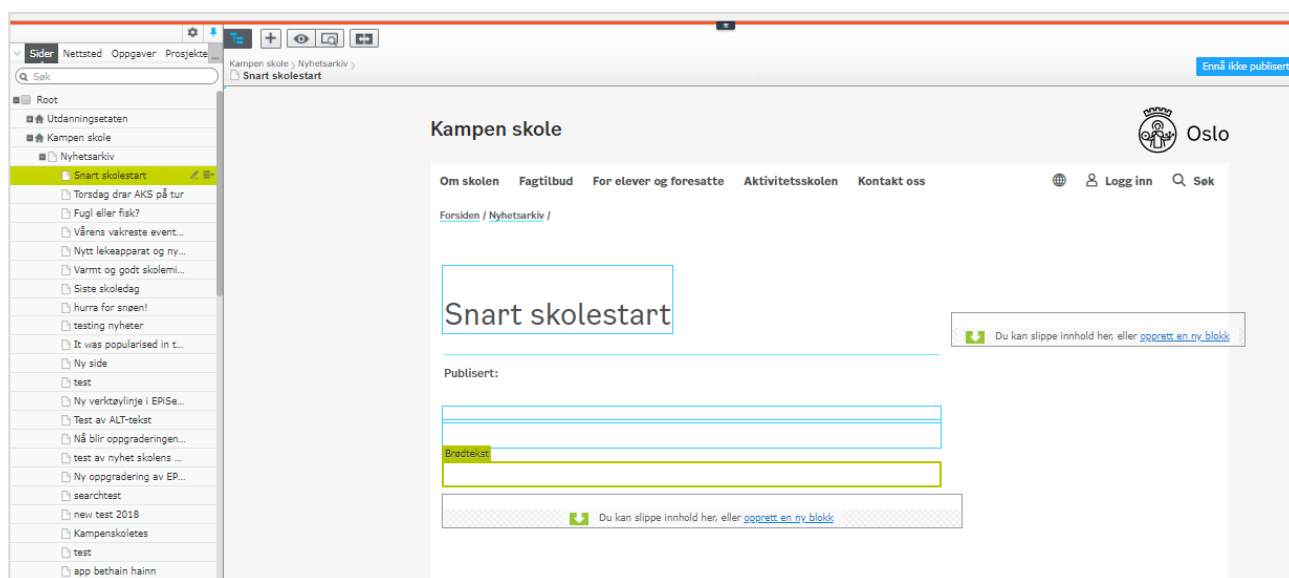 Sider Nettsted Oppgaver Prosjekte...
Søk
Root
Utdanningsetaten
Kampen skole
Nyhetsarkiv
Snart skolestart
Torsdag drar AKS på tur
Fugl eller fisk?
Vårens vakreste event...
Nytt lekeapparat og ny...
Varmt og godt skolemi...
Siste skoledag
hurra for snøen!
testing nyheter
It was popularised in t...
Ny side
test
Ny verktøylinje i EPiSe...
Test av ALT-tekst
Nå blir oppgraderingen...
test av nyhet skolens ...
Ny oppgradering av EP...
searchtest
new test 2018
Kampenskoletes
test
app bethain hainn
Kampen skole > Nyhetsarkiv >
Snart skolestart
Ennå ikke publisert
Kampen skole
Oslo
Om skolen Fagtilbud For elever og foresatte Aktivitetsskolen Kontakt oss Logg inn Søk
Forsiden / Nyhetsarkiv /
Snart skolestart
Du kan slippe innhold her, eller opprett en ny blokk
Publisert:
Brødtekst
Du kan slippe innhold her, eller opprett en ny blokk